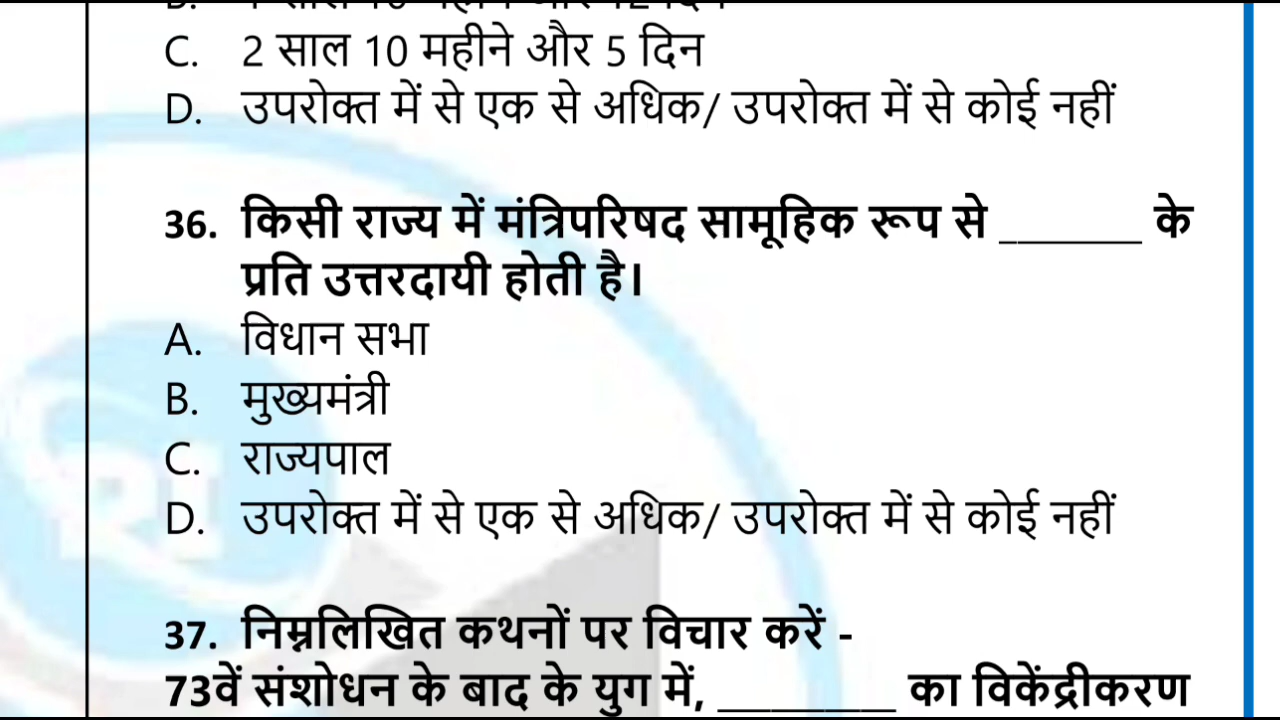 C. 2 साल 10 महीने और 5 दिन
D. उपरोक्त में से एक से अधिक/ उपरोक्त में से कोई नहीं
36. किसी राज्य में मंत्रिपरिषद सामूहिक रूप से _______ के
प्रति उत्तरदायी होती है।
A. विधान सभा
B. मुख्यमंत्री
C. राज्यपाल
D. उपरोक्त में से एक से अधिक/ उपरोक्त में से कोई नहीं
37. निम्नलिखित कथनों पर विचार करें -
73वें संशोधन के बाद के युग में, _________ का विकेंद्रीकरण